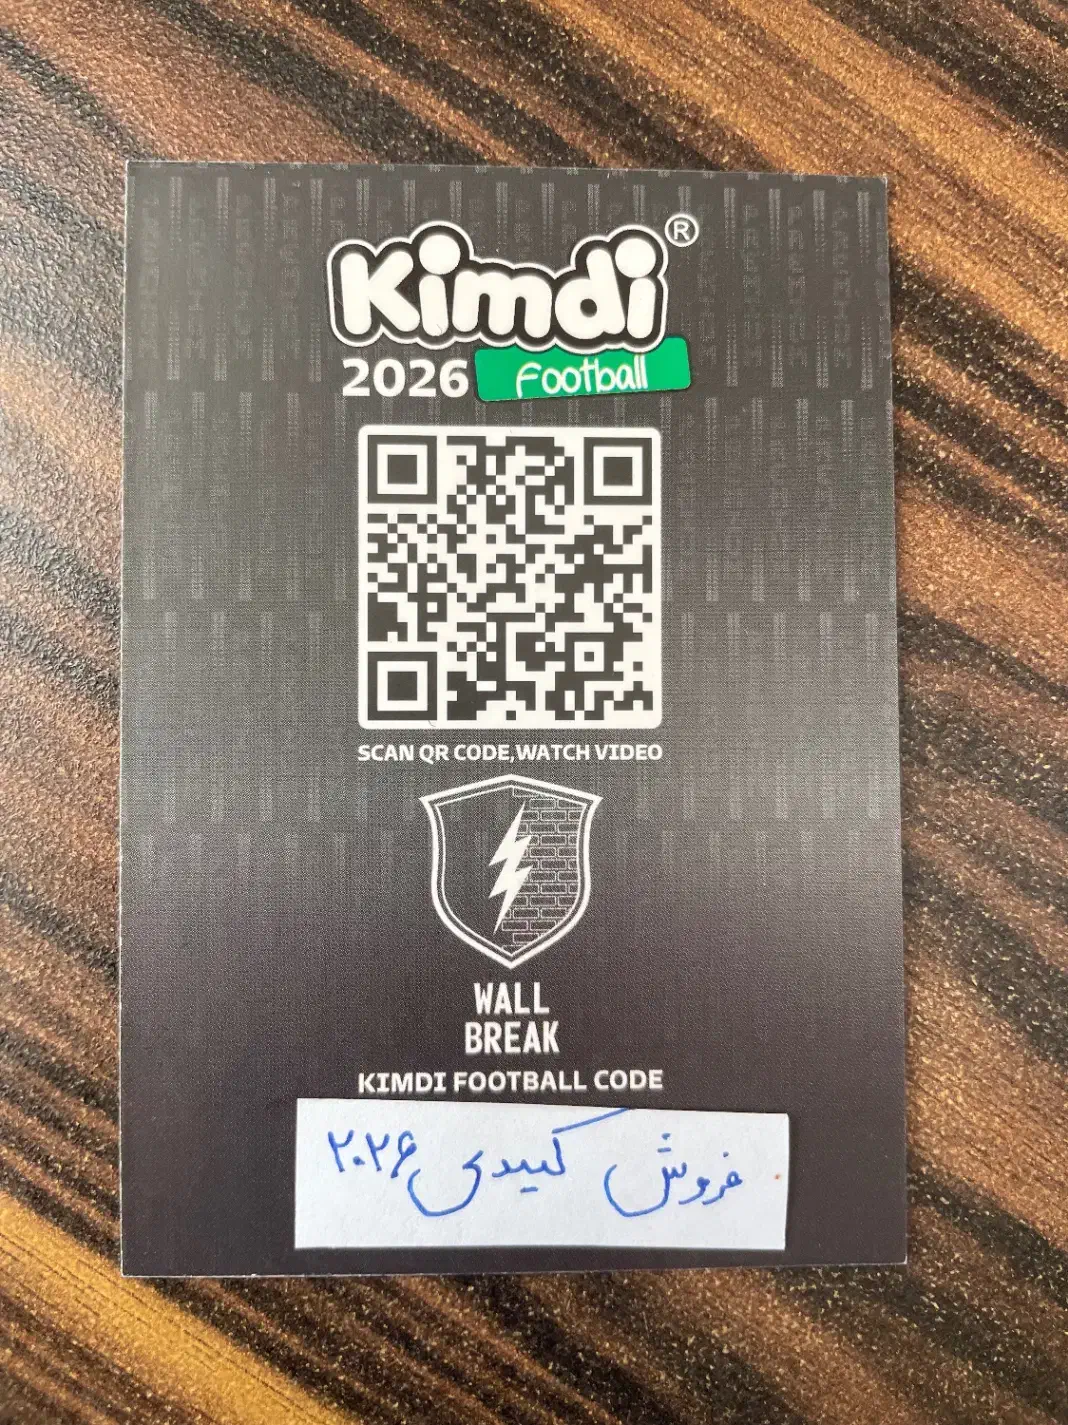 Kimdi®
2026 Football
SCAN QR CODE,WATCH VIDEO
WALL
BREAK
KIMDI FOOTBALL CODE
فروش کیمدی ۲۰۲۶